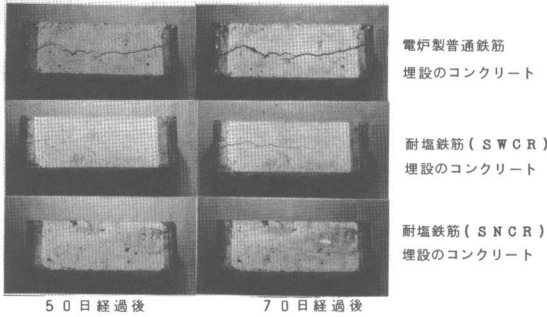 電炉製普通鉄筋
埋設のコンクリート
耐塩鉄筋(SWCR)
埋設のコンクリート
耐塩鉄筋(SNCR)
埋設のコンクリート
50日経過後
70日経過後